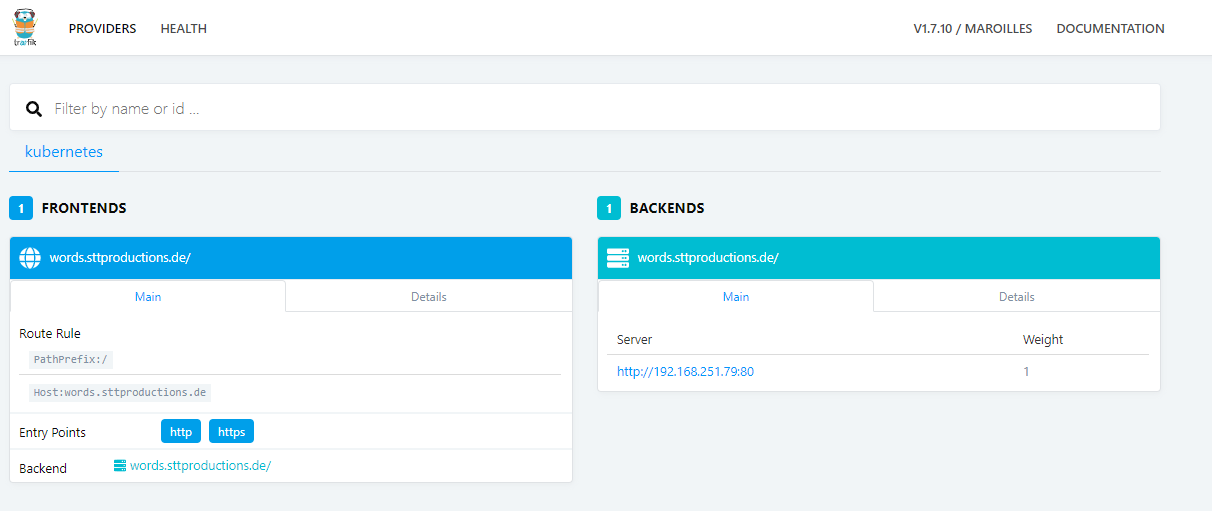 træfik
PROVIDERS HEALTH V1.7.10 / MAROILLES DOCUMENTATION
Filter by name or id ...
kubernetes
1 FRONTENDS
words.sttproductions.de/
Main Details
Route Rule
PathPrefix:/
Host:words.sttproductions.de
Entry Points http https
Backend words.sttproductions.de/
1 BACKENDS
words.sttproductions.de/
Main Details
Server Weight
http://192.168.251.79:80 1